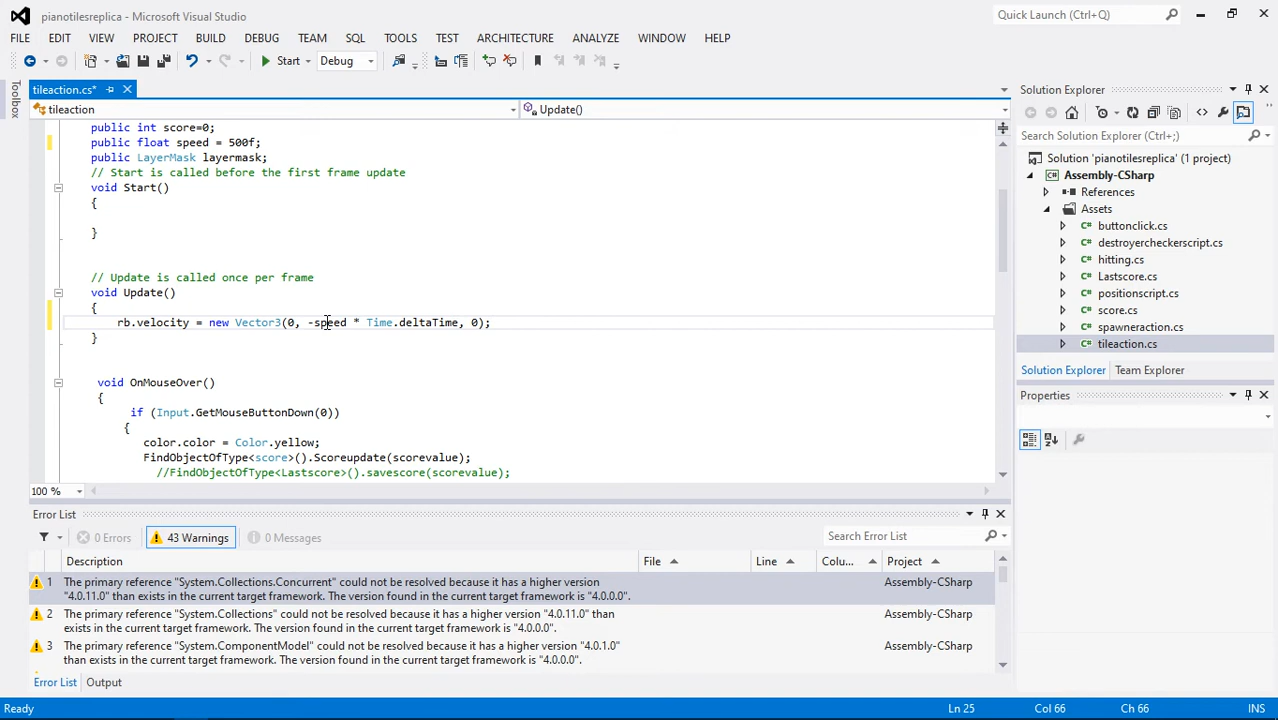 pianotilesreplica - Microsoft Visual Studio
Quick Launch (Ctrl+Q)
FILE EDIT VIEW PROJECT BUILD DEBUG TEAM SQL TOOLS TEST ARCHITECTURE ANALYZE WINDOW HELP
Start Debug
Toolbox
tileaction.cs*
tileaction
Update()
public int score=0;
public float speed = 500f;
public LayerMask layermask;
// Start is called before the first frame update
void Start()
{
}
// Update is called once per frame
void Update()
{
rb.velocity = new Vector3(0, -speed * Time.deltaTime, 0);
}
void OnMouseOver()
{
if (Input.GetMouseButtonDown(0))
{
color.color = Color.yellow;
FindObjectOfType<score>().Scoreupdate(scorevalue);
//FindObjectOfType<Lastscore>().savescore(scorevalue);
100 %
Solution Explorer
Search Solution Explorer (Ctrl+;)
Solution 'pianotilesreplica' (1 project)
Assembly-CSharp
References
Assets
buttonclick.cs
destroyercheckerscript.cs
hitting.cs
Lastscore.cs
positionscript.cs
score.cs
spawneraction.cs
tileaction.cs
Solution Explorer Team Explorer
Properties
Error List
0 Errors 43 Warnings 0 Messages
Search Error List
Description File Line Colu... Project
1 The primary reference "System.Collections.Concurrent" could not be resolved because it has a higher version Assembly-CSharp
"4.0.11.0" than exists in the current target framework. The version found in the current target framework is "4.0.0.0".
2 The primary reference "System.Collections" could not be resolved because it has a higher version "4.0.11.0" than Assembly-CSharp
exists in the current target framework. The version found in the current target framework is "4.0.0.0".
3 The primary reference "System.ComponentModel" could not be resolved because it has a higher version "4.0.1.0" Assembly-CSharp
than exists in the current target framework. The version found in the current target framework is "4.0.0.0".
Error List Output
Ready Ln 25 Col 66 Ch 66 INS